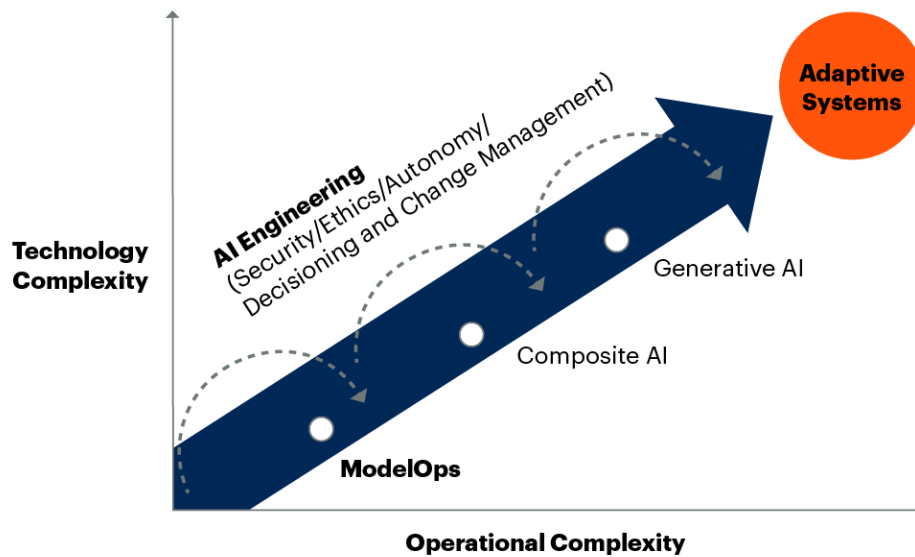 Adaptive
Systems
AI Engineering
(Security/Ethics/Autonomy/
Decisioning and Change Management)
Technology
Complexity
Generative AI
Composite AI
ModelOps
Operational Complexity